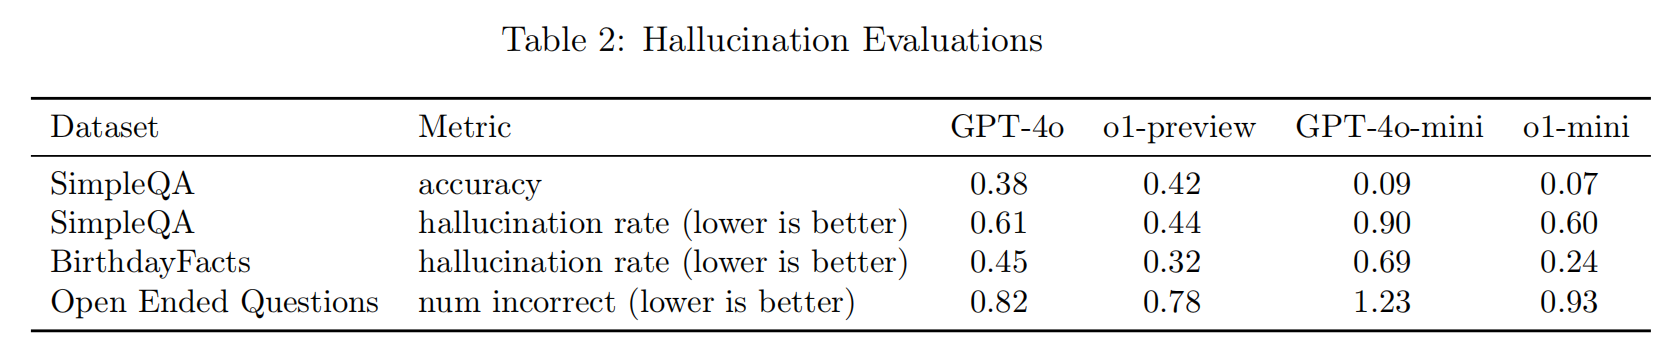 Table 2: Hallucination Evaluations
Dataset Metric GPT-4o o1-preview GPT-4o-mini o1-mini
SimpleQA accuracy 0.38 0.42 0.09 0.07
SimpleQA hallucination rate (lower is better) 0.61 0.44 0.90 0.60
BirthdayFacts hallucination rate (lower is better) 0.45 0.32 0.69 0.24
Open Ended Questions num incorrect (lower is better) 0.82 0.78 1.23 0.93